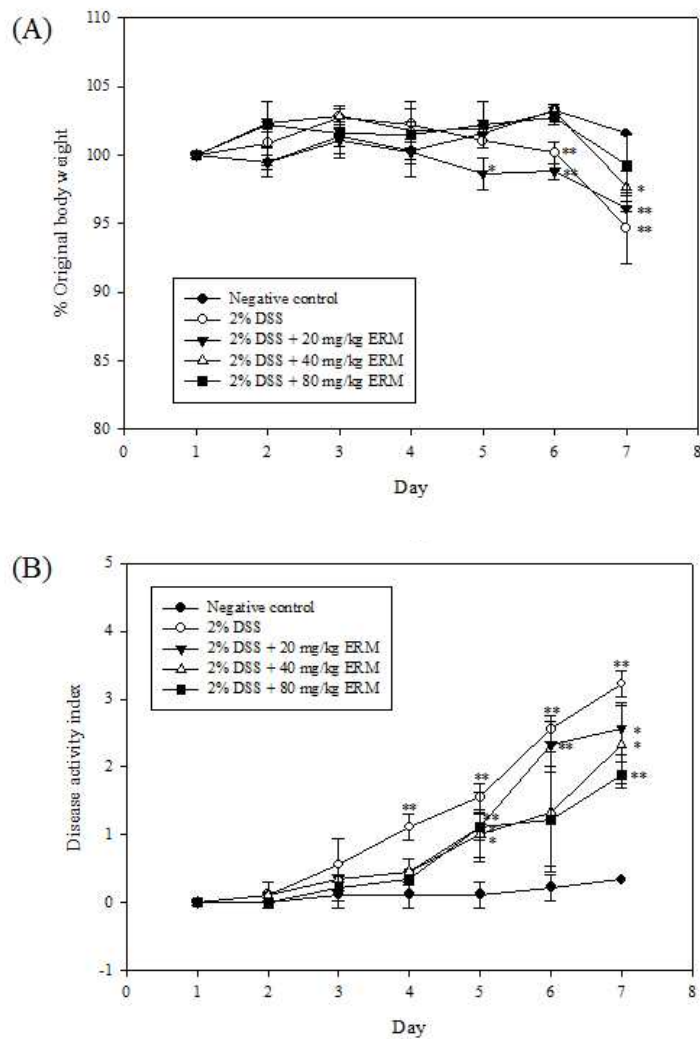 (A)
110
105
100
95
90
85
80
% Original body weight
*
**
**
*
**
**
Negative control
2% DSS
2% DSS + 20 mg/kg ERM
2% DSS + 40 mg/kg ERM
2% DSS + 80 mg/kg ERM
0 1 2 3 4 5 6 7 8
Day
(B)
5
4
3
2
1
0
-1
Disease activity index
Negative control
2% DSS
2% DSS + 20 mg/kg ERM
2% DSS + 40 mg/kg ERM
2% DSS + 80 mg/kg ERM
**
**
**
*
*
**
**
**
*
*
**
0 1 2 3 4 5 6 7 8
Day